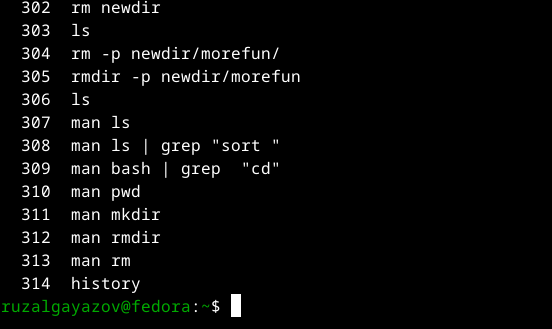 302 rm newdir
303 ls
304 rm -p newdir/morefun/
305 rmdir -p newdir/morefun
306 ls
307 man ls
308 man ls | grep "sort "
309 man bash | grep  "cd"
310 man pwd
311 man mkdir
312 man rmdir
313 man rm
314 history
ruzalgayazov@fedora:~$